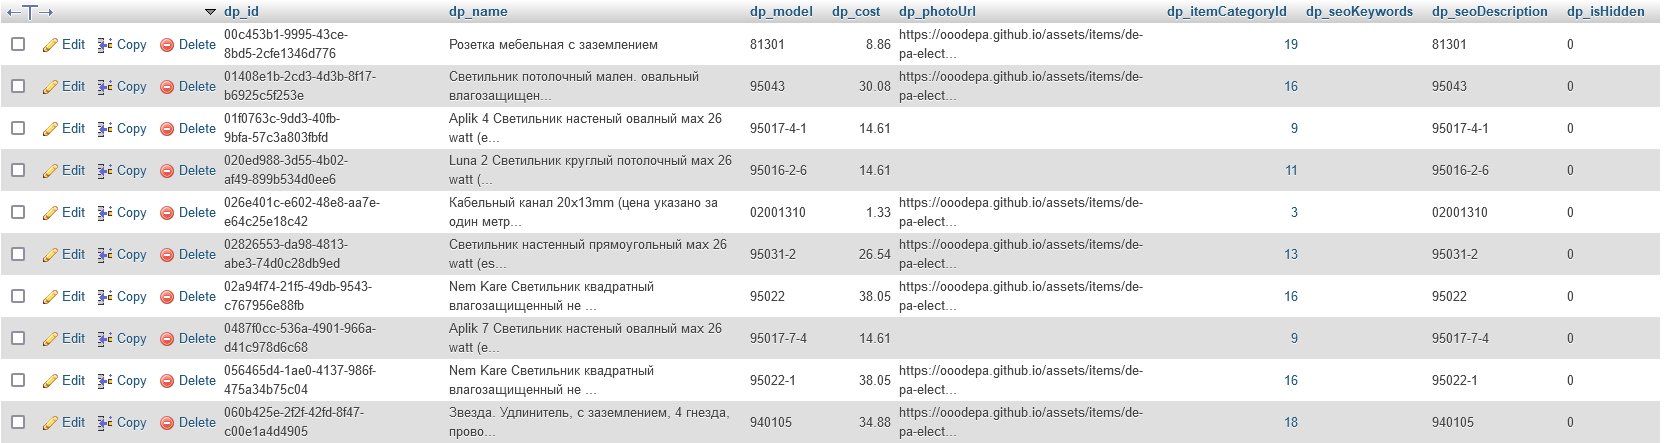 ←T→ dp_id dp_name dp_model dp_cost dp_photoUrl dp_itemCategoryId dp_seoKeywords dp_seoDescription dp_isHidden
Edit Copy Delete 00c453b1-9995-43ce-8bd5-2cfe1346d776 Розетка мебельная с заземлением 81301 8.86 https://ooodepa.github.io/assets/items/de-pa-elect... 19 81301 0
Edit Copy Delete 01408e1b-2cd3-4d3b-8f17-b6925c5f253e Светильник потолочный мален. овальный влагозащищен... 95043 30.08 https://ooodepa.github.io/assets/items/de-pa-elect... 16 95043 0
Edit Copy Delete 01f0763c-9dd3-40fb-9bfa-57c3a803fbfd Aplik 4 Светильник настеный овалный мах 26 watt (e... 95017-4-1 14.61 9 95017-4-1 0
Edit Copy Delete 020ed988-3d55-4b02-af49-899b534d0ee6 Luna 2 Светильник круглый потолочный мах 26 watt (... 95016-2-6 14.61 11 95016-2-6 0
Edit Copy Delete 026e401c-e602-48e8-aa7e-e64c25e18c42 Кабельный канал 20x13mm (цена указано за один метр... 02001310 1.33 https://ooodepa.github.io/assets/items/de-pa-elect... 3 02001310 0
Edit Copy Delete 02826553-da98-4813-abe3-74d0c28db9ed Светильник настенный прямоугольный мах 26 watt (es... 95031-2 26.54 https://ooodepa.github.io/assets/items/de-pa-elect... 13 95031-2 0
Edit Copy Delete 02a94f74-21f5-49db-9543-c767956e88fb Nem Kare Светильник квадратный влагозащищенный не ... 95022 38.05 https://ooodepa.github.io/assets/items/de-pa-elect... 16 95022 0
Edit Copy Delete 0487f0cc-536a-4901-966a-d41c978d6c68 Aplik 7 Светильник настеный овалный мах 26 watt (e... 95017-7-4 14.61 9 95017-7-4 0
Edit Copy Delete 056465d4-1ae0-4137-986f-475a34b75c04 Nem Kare Светильник квадратный влагозащищенный не ... 95022-1 38.05 https://ooodepa.github.io/assets/items/de-pa-elect... 16 95022-1 0
Edit Copy Delete 060b425e-2f2f-42fd-8f47-c00e1a4d4905 Звезда. Удлинитель, с заземлением, 4 гнезда, прово... 940105 34.88 https://ooodepa.github.io/assets/items/de-pa-elect... 18 940105 0